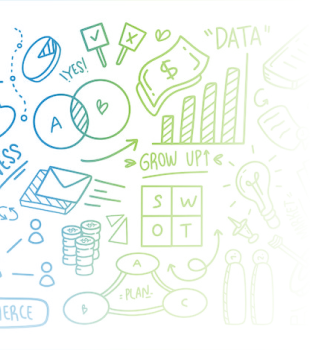 "DATA"
!YES!
$
A B
ESS
GROW UP!
S W
O T
A
:PLAN:
B C
ERCE